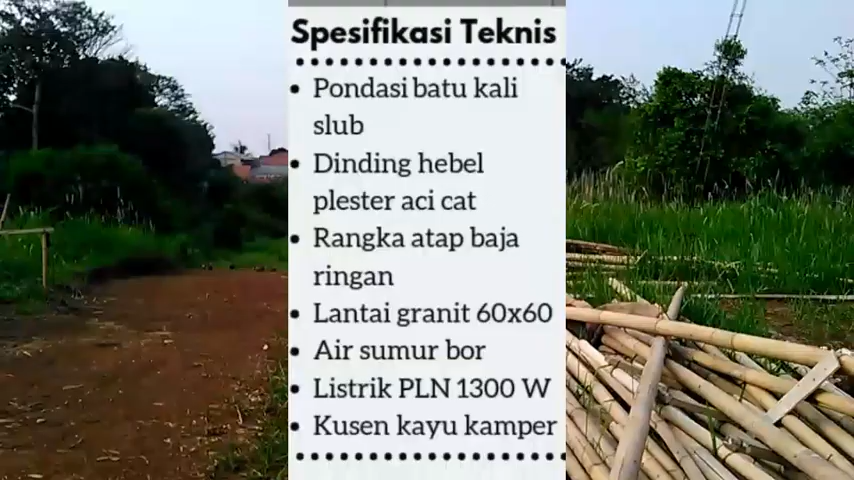 Spesifikasi Teknis
• Pondasi batu kali
slub
• Dinding hebel
plester aci cat
• Rangka atap baja
ringan
• Lantai granit 60x60
• Air sumur bor
• Listrik PLN 1300 W
• Kusen kayu kamper